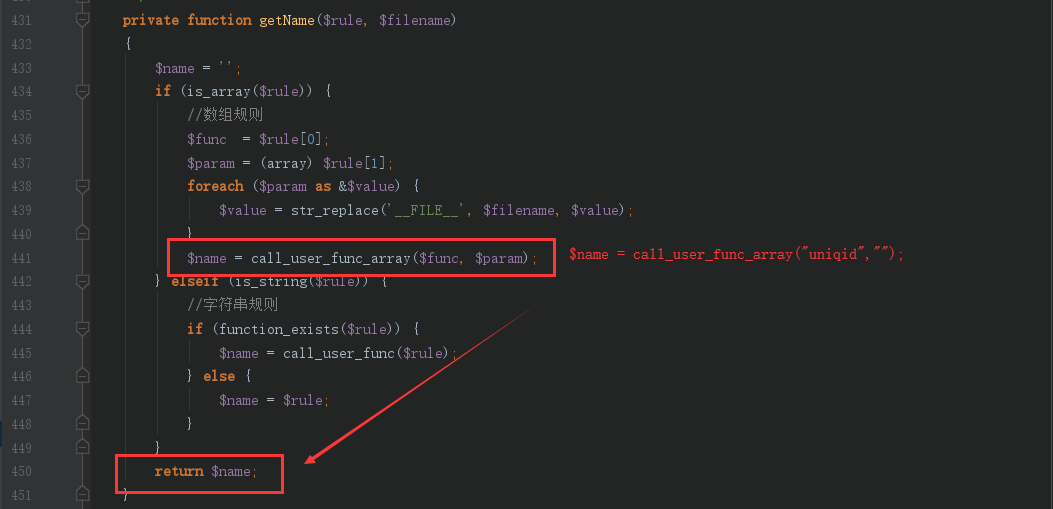 431 private function getName($rule, $filename)
432 {
433 $name = '';
434 if (is_array($rule)) {
435 //数组规则
436 $func  = $rule[0];
437 $param = (array) $rule[1];
438 foreach ($param as &$value) {
439 $value = str_replace('__FILE__', $filename, $value);
440 }
441 $name = call_user_func_array($func, $param); $name = call_user_func_array("uniqid","");
442 } elseif (is_string($rule)) {
443 //字符串规则
444 if (function_exists($rule)) {
445 $name = call_user_func($rule);
446 } else {
447 $name = $rule;
448 }
449 }
450 return $name;
451 }